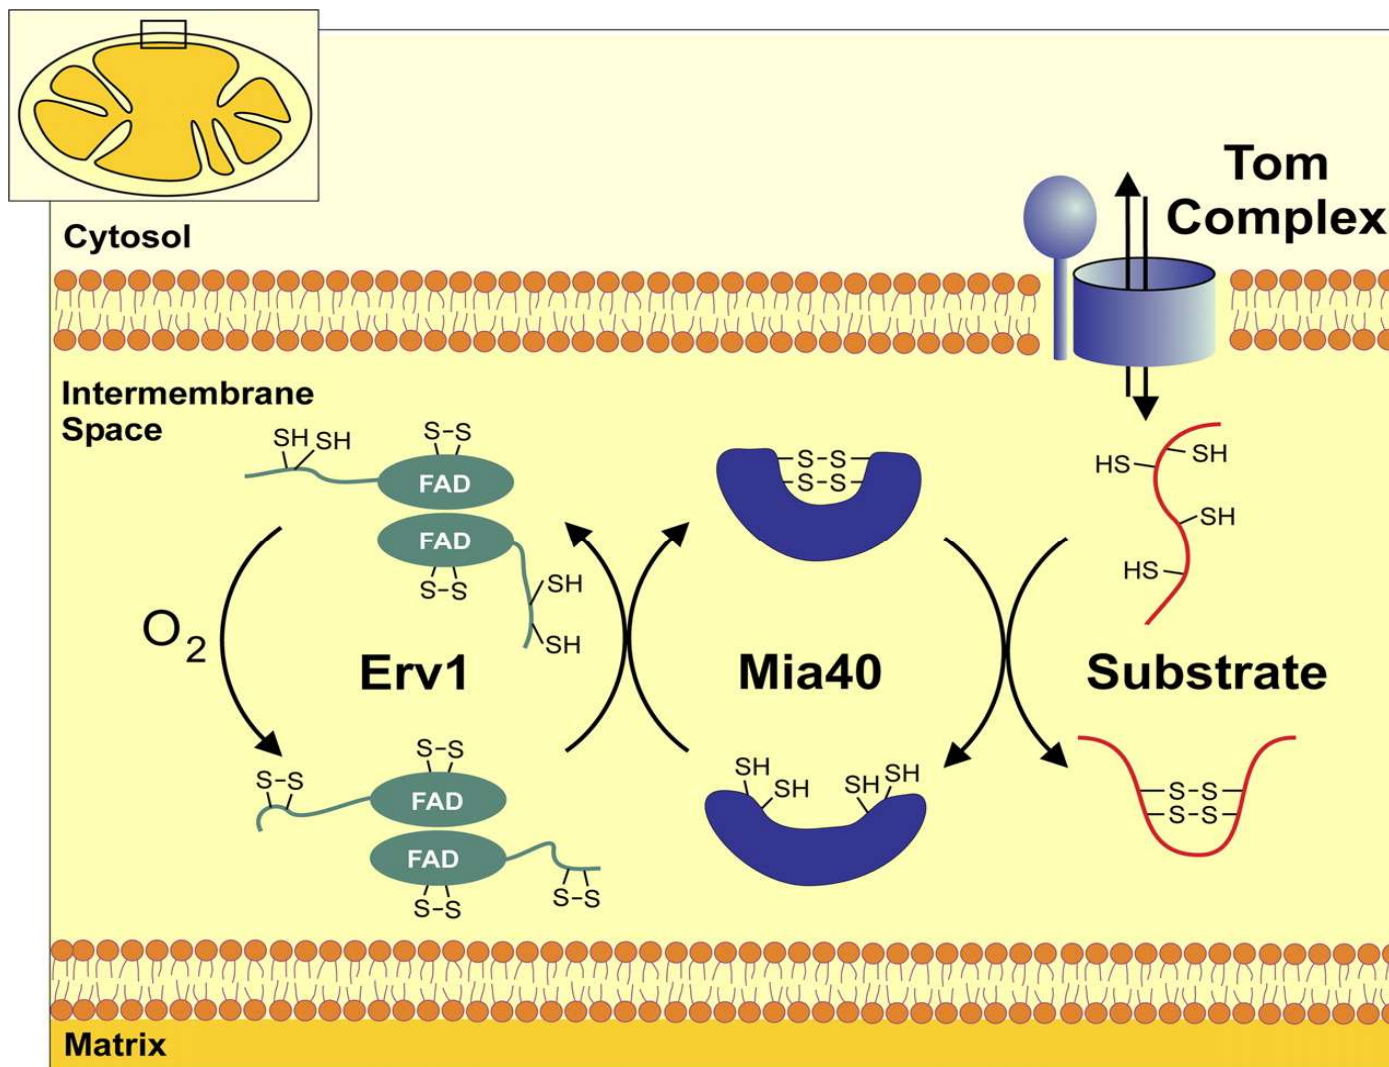 Tom
Complex
Cytosol
Intermembrane
Space
SH SH
S-S
FAD
FAD
S-S
SH
SH
S-S
S-S
HS
SH
SH
HS
O2
Erv1
Mia40
Substrate
S-S
S-S
FAD
FAD
S-S
S-S
SH
SH
SH
SH
S-S
S-S
Matrix